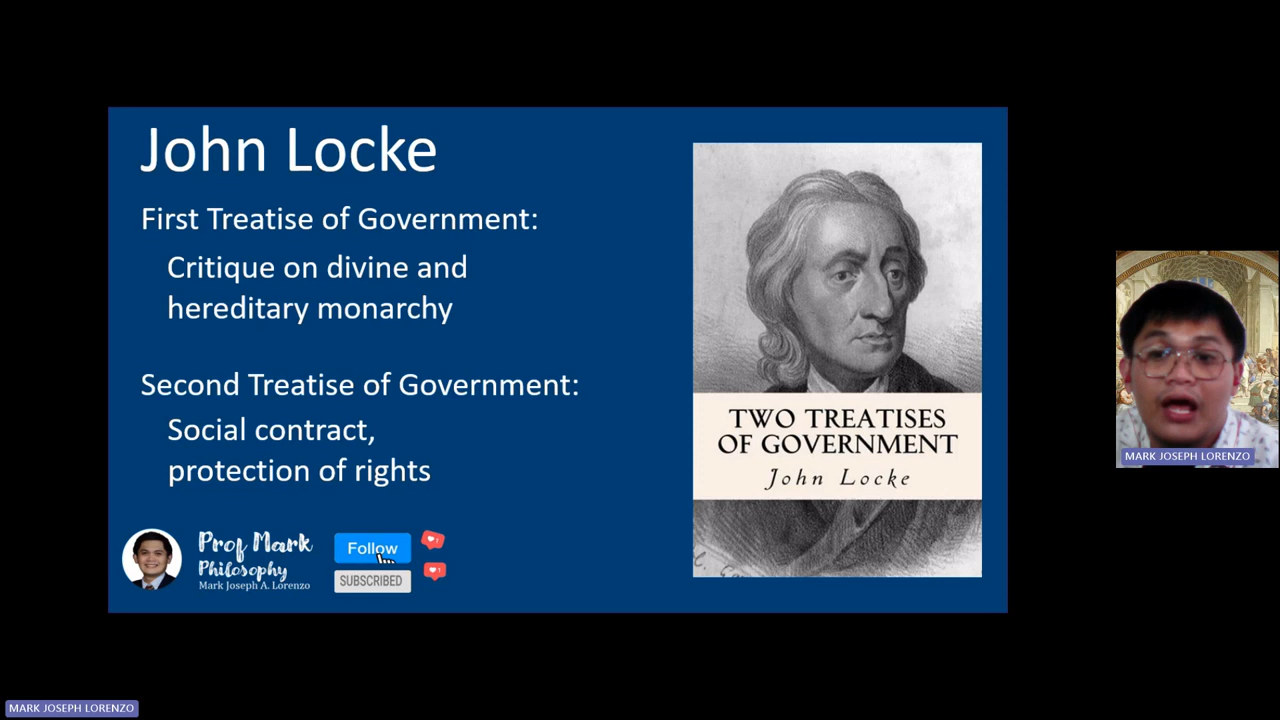 John Locke
First Treatise of Government:
Critique on divine and
hereditary monarchy
Second Treatise of Government:
Social contract,
protection of rights
TWO TREATISES
OF GOVERNMENT
John Locke
Prof Mark
Philosophy
Mark Joseph A. Lorenzo
Follow
SUBSCRIBED
MARK JOSEPH LORENZO
MARK JOSEPH LORENZO